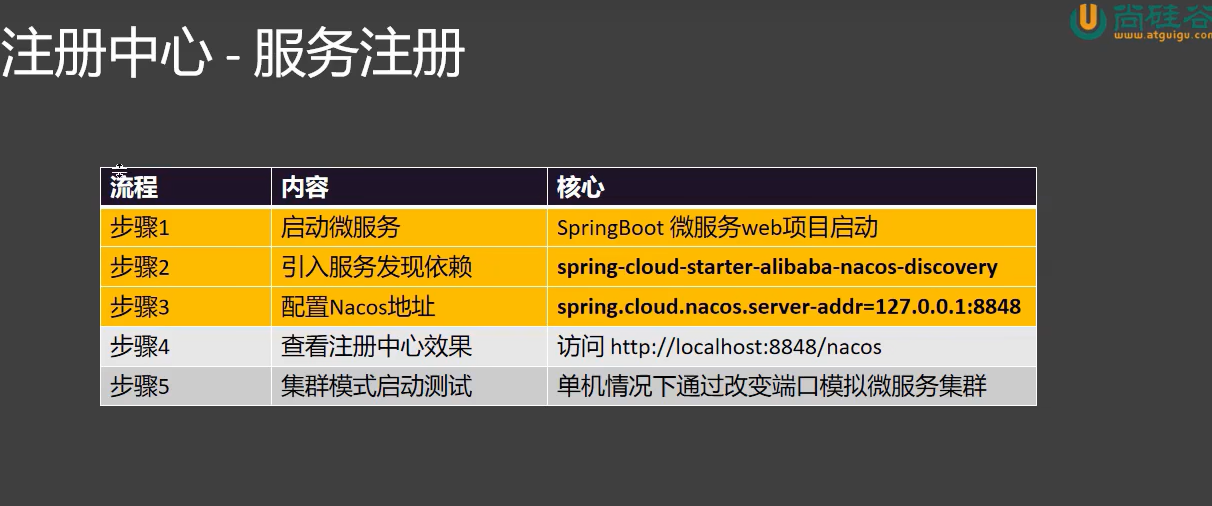 尚硅谷
www.atguigu.com
注册中心 - 服务注册
流程 内容 核心
步骤1 启动微服务 SpringBoot 微服务web项目启动
步骤2 引入服务发现依赖 spring-cloud-starter-alibaba-nacos-discovery
步骤3 配置Nacos地址 spring.cloud.nacos.server-addr=127.0.0.1:8848
步骤4 查看注册中心效果 访问 http://localhost:8848/nacos
步骤5 集群模式启动测试 单机情况下通过改变端口模拟微服务集群